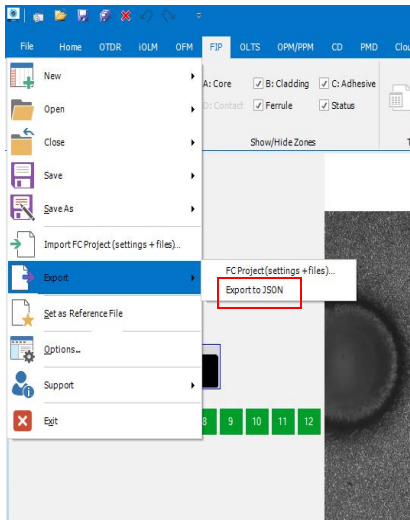 File Home OTDR iOLM OFM FIP OLTS OPM/PPM CD PMD Clou
New
A: Core B: Cladding C: Adhesive
Open
D: Contact Ferrule Status
Close
Show/Hide Zones
Save
Save As
Import FC Project (settings + files)...
Export
FC Project (settings + files)...
Export to JSON
Set as Reference File
Options...
Support
Exit
8 9 10 11 12